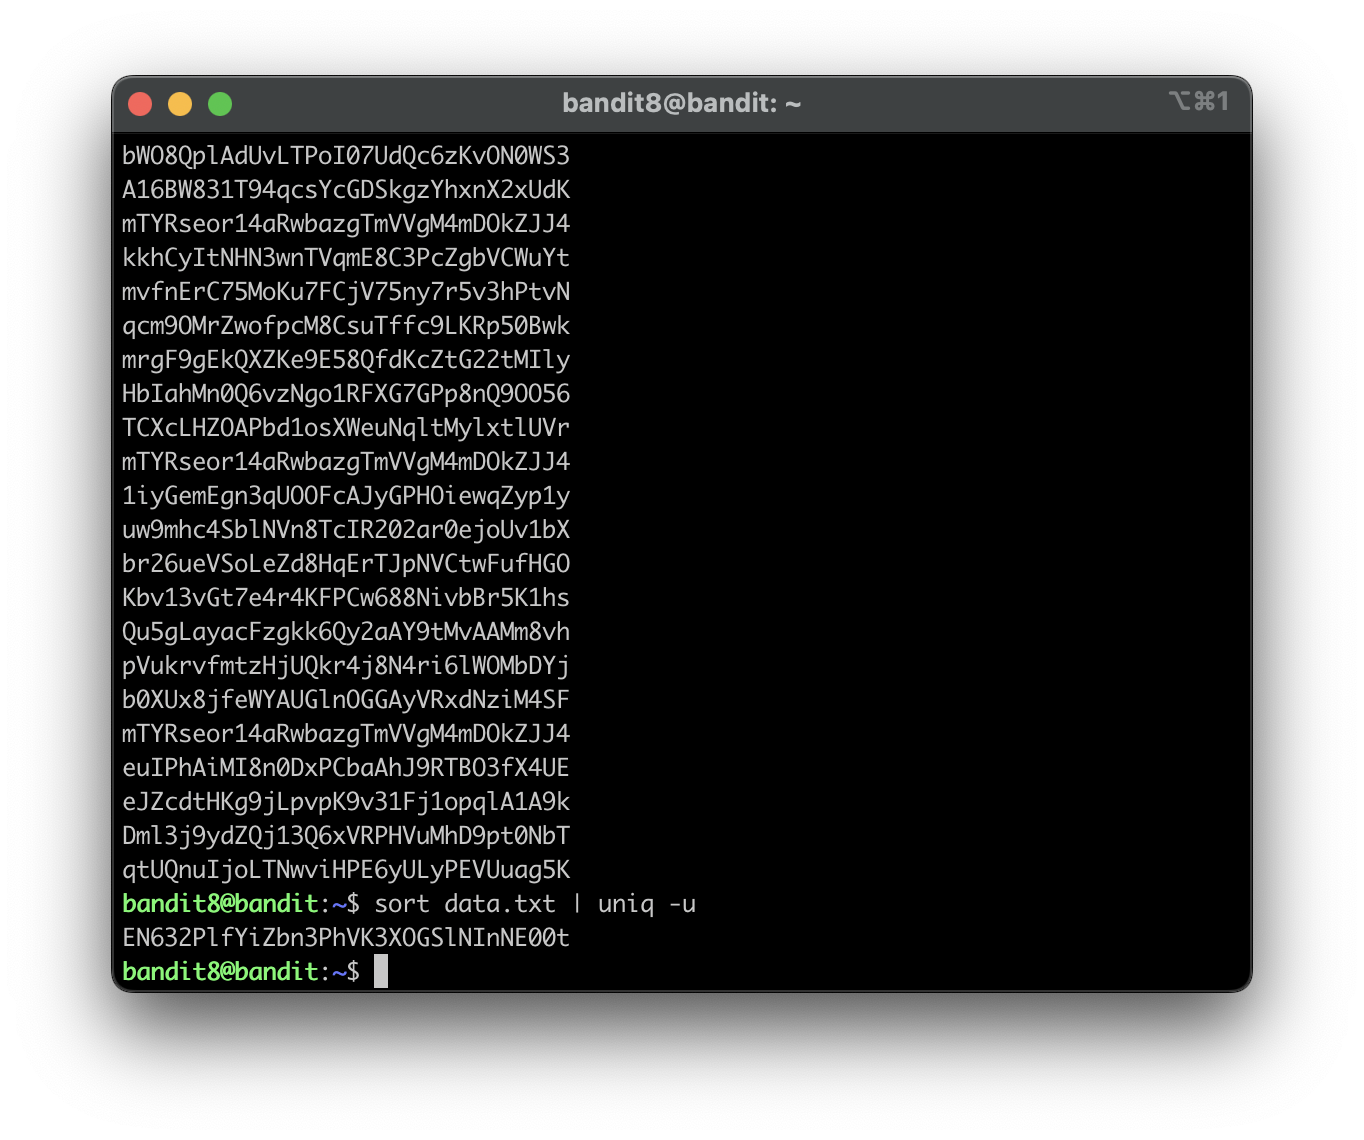 bandit8@bandit: ~
⌥⌘1
bWO8QplAdUvLTPoI07UdQc6zKvON0WS3
A16BW831T94qcsYcGDSkgzYhxnX2xUdK
mTYRseor14aRwbazgTmVVgM4mDOkZJJ4
kkhCyItNHN3wnTVqmE8C3PcZgbVCWuYt
mvfnErC75MoKu7FCjV75ny7r5v3hPtvN
qcm9OMrZwofpcM8CsuTffc9LKRp50Bwk
mrgF9gEkQXZKe9E58QfdKcZtG22tMIly
HbIahMn0Q6vzNgo1RFXG7GPp8nQ9OO56
TCXcLHZOAPbd1osXWeuNqltMylxtlUVr
mTYRseor14aRwbazgTmVVgM4mDOkZJJ4
1iyGemEgn3qUOOFcAJyGPHOiewqZyp1y
uw9mhc4SblNVn8TcIR202ar0ejoUv1bX
br26ueVSoLeZd8HqErTJpNVCtwFufHGO
Kbv13vGt7e4r4KFPCw688NivbBr5K1hs
Qu5gLayacFzgkk6Qy2aAY9tMvAAMm8vh
pVukrvfmtzHjUQkr4j8N4ri6lWOMbDYj
b0XUx8jfeWYAUGlnOGGAyVRxdNziM4SF
mTYRseor14aRwbazgTmVVgM4mDOkZJJ4
euIPhAiMI8n0DxPCbaAhJ9RTBO3fX4UE
eJZcdtHKg9jLpvpK9v31Fj1opqlA1A9k
Dml3j9ydZQj13Q6xVRPHVuMhD9pt0NbT
qtUQnuIjoLTNwviHPE6yULyPEVUuag5K
bandit8@bandit:~$ sort data.txt | uniq -u
EN632PlfYiZbn3PhVK3XOGSlNInNE00t
bandit8@bandit:~$